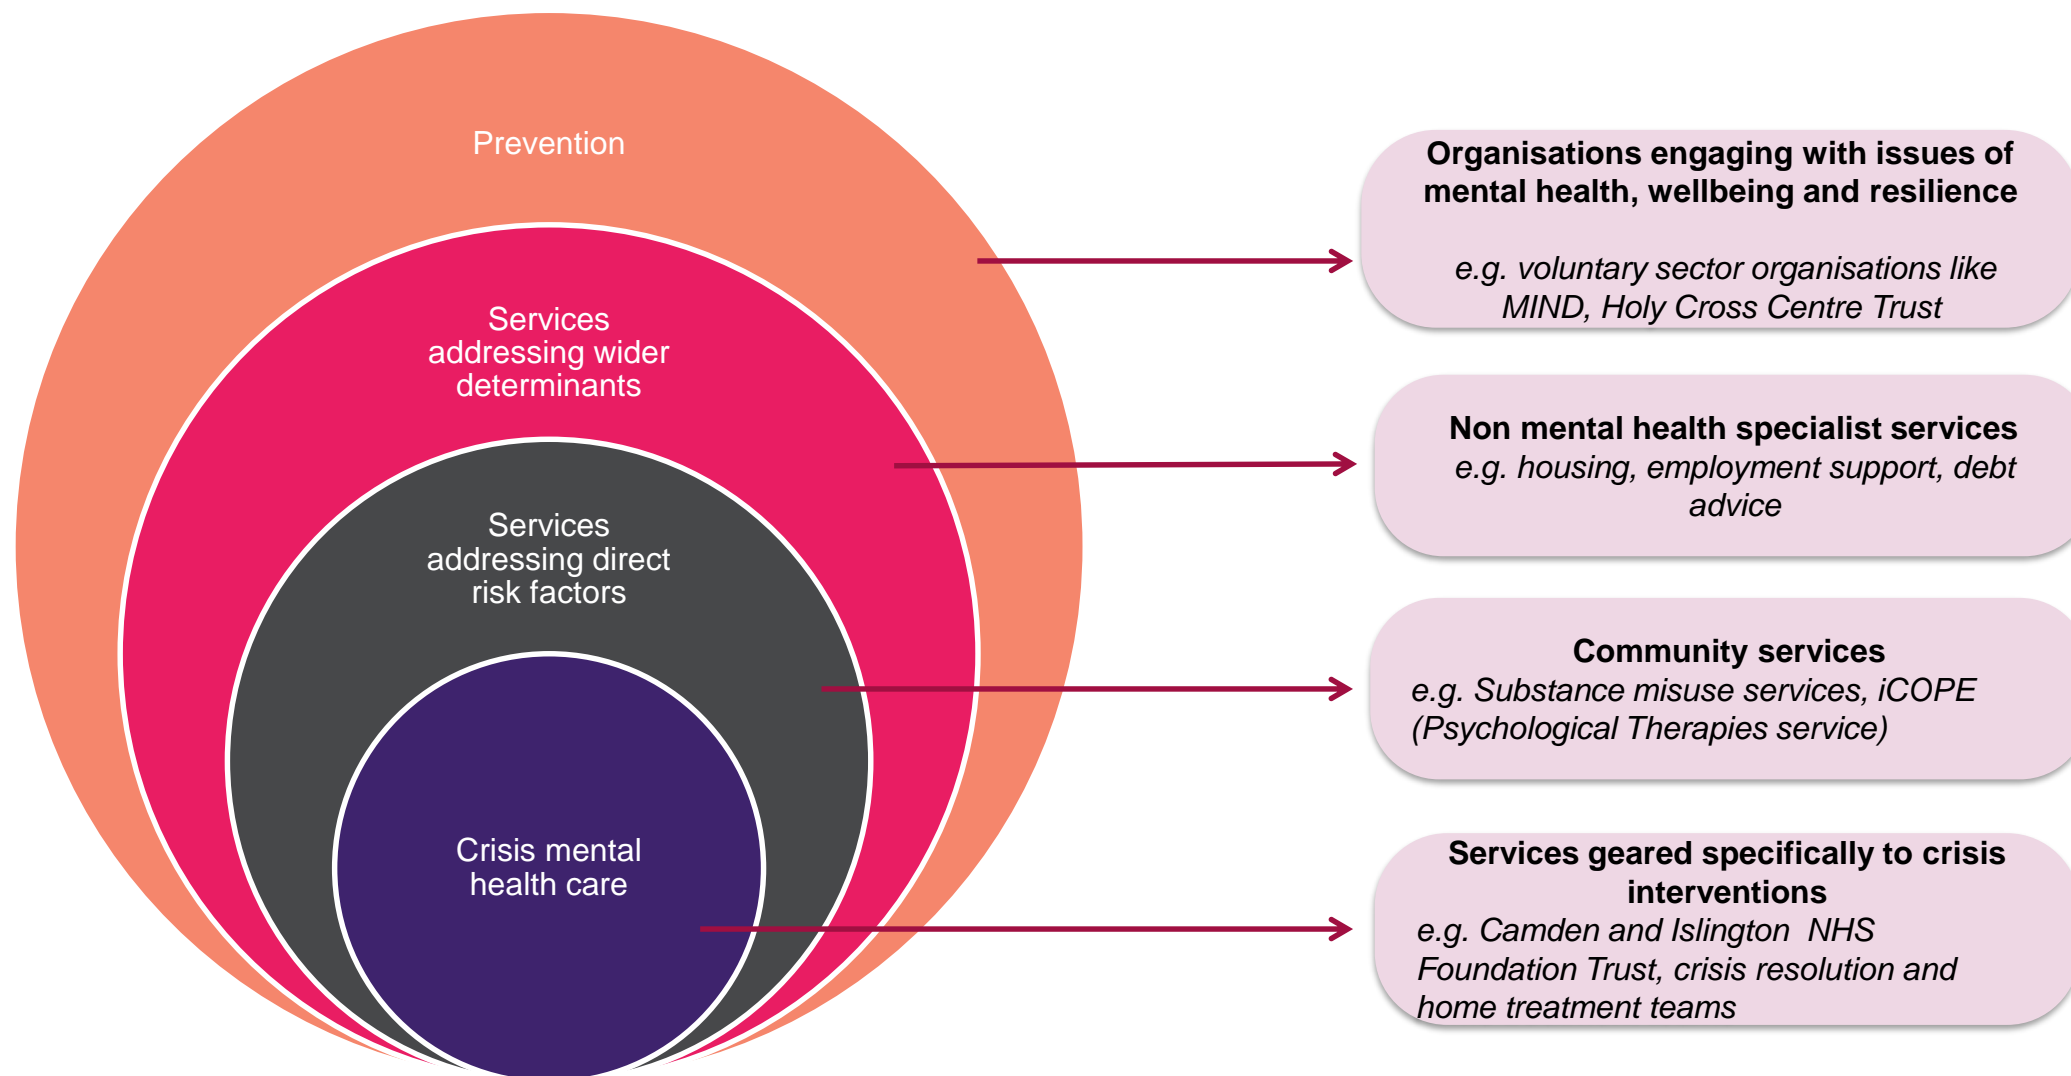 Prevention
Services
addressing wider
determinants
Services
addressing direct
risk factors
Crisis mental
health care
Organisations engaging with issues of
mental health, wellbeing and resilience
e.g. voluntary sector organisations like
MIND, Holy Cross Centre Trust
Non mental health specialist services
e.g. housing, employment support, debt
advice
Community services
e.g. Substance misuse services, iCOPE
(Psychological Therapies service)
Services geared specifically to crisis
interventions
e.g. Camden and Islington  NHS
Foundation Trust, crisis resolution and
home treatment teams